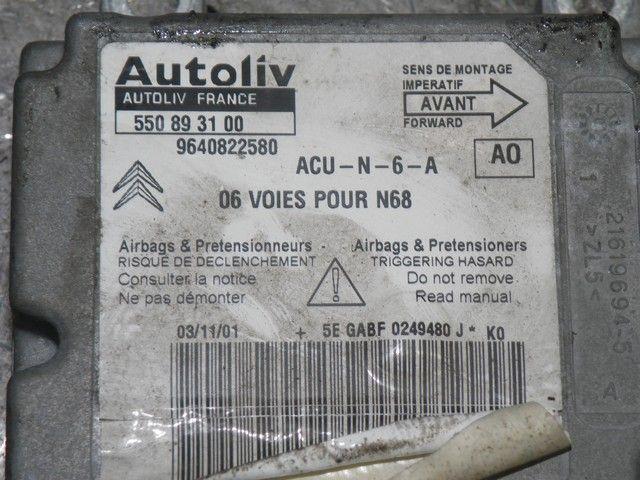 Autoliv
AUTOLIV FRANCE
550 89 31 00
9640822580
SENS DE MONTAGE
IMPERATIF
AVANT
FORWARD
ACU-N-6-A
A0
06 VOIES POUR N68
Airbags & Pretensionneurs - Airbags & Pretensioners
RISQUE DE DECLENCHEMENT
TRIGGERING HASARD
Consulter la notice
Do not remove
Ne pas démonter
Read manual
!
03/11/01 + 5E GABF 0249480 J * K0
21619694-5 A
1 >ZL5<